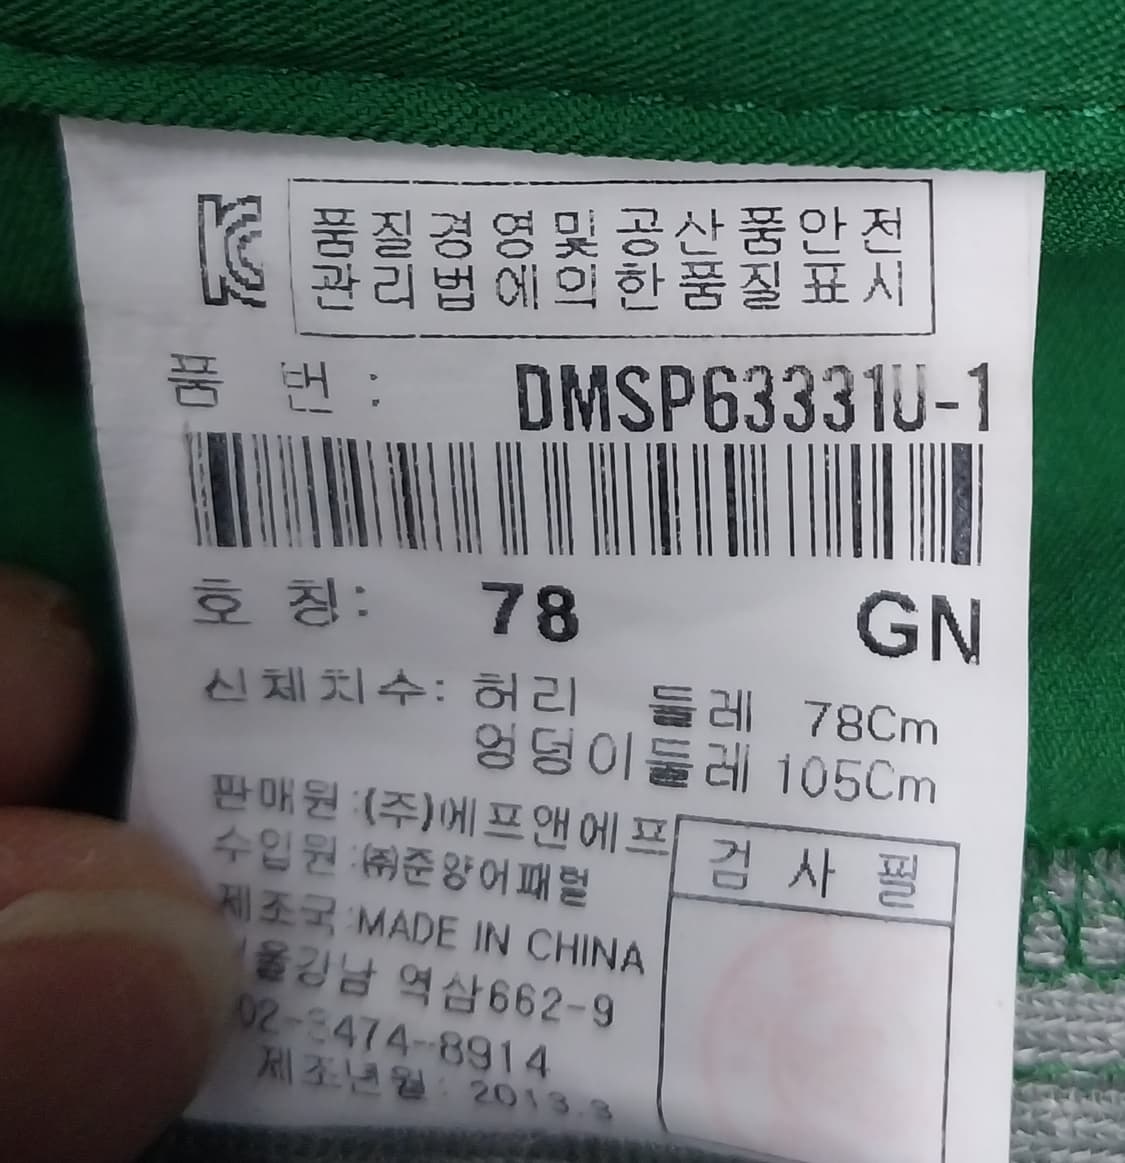 품질경영및공산품안전
관리법에의한품질표시
품 번 : DMSP63331U-1
호 칭: 78 GN
신체치수: 허리 둘레 78Cm
엉덩이둘레 105Cm
판매원:(주)에프앤에프
수입원:㈜준양어패럴
검 사 필
제조국:MADE IN CHINA
강남 역삼662-9
02-3474-8914
제조년월: 2013.3